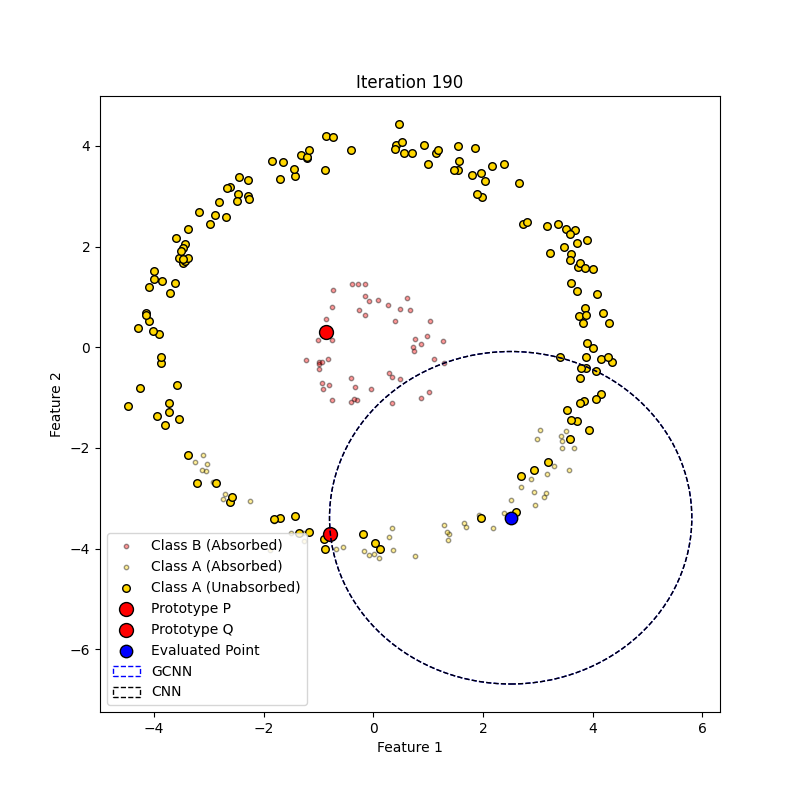 Iteration 190
Feature 2
4
2
0
−2
−4
−6
Class B (Absorbed)
Class A (Absorbed)
Class A (Unabsorbed)
Prototype P
Prototype Q
Evaluated Point
GCNN
CNN
−4 −2 0 2 4 6
Feature 1